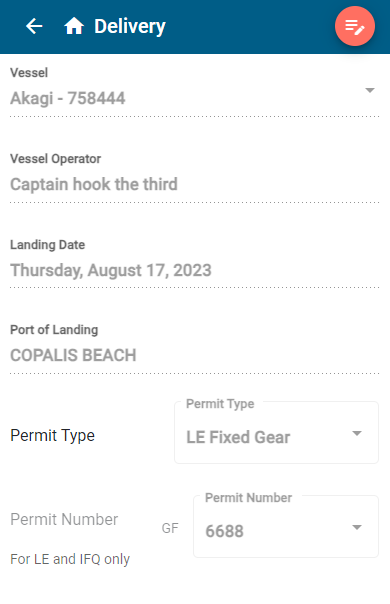 Delivery
Vessel
Akagi - 758444
Vessel Operator
Captain hook the third
Landing Date
Thursday, August 17, 2023
Port of Landing
COPALIS BEACH
Permit Type
Permit Type
LE Fixed Gear
Permit Number
Permit Number
GF
6688
For LE and IFQ only